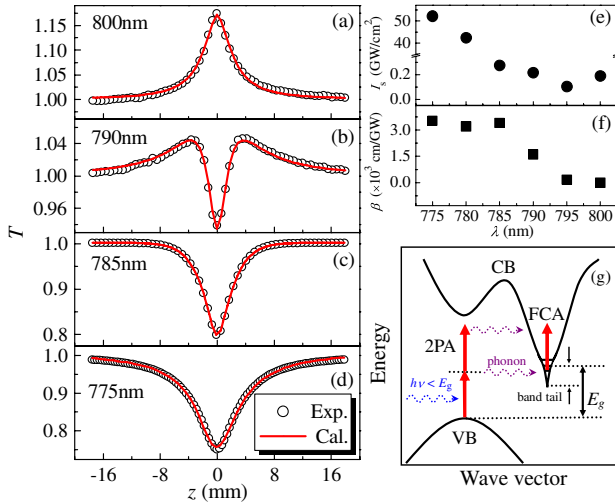 800nm
(a)
1.15
1.10
1.05
1.00
790nm
(b)
1.04
1.00
0.96
T
785nm
(c)
1.0
0.9
0.8
775nm
(d)
1.0
0.9
0.8
0.7
Exp.
Cal.
-16 -8 0 8 16
z (mm)
(e)
I_s (GW/cm²)
50
40
0.2
0.0
(f)
β (×10³ cm/GW)
3.0
1.5
0.0
775 780 785 790 795 800
λ (nm)
(g)
CB
FCA
2PA
phonon
hν < E_g
band tail
E_g
VB
Energy
Wave vector